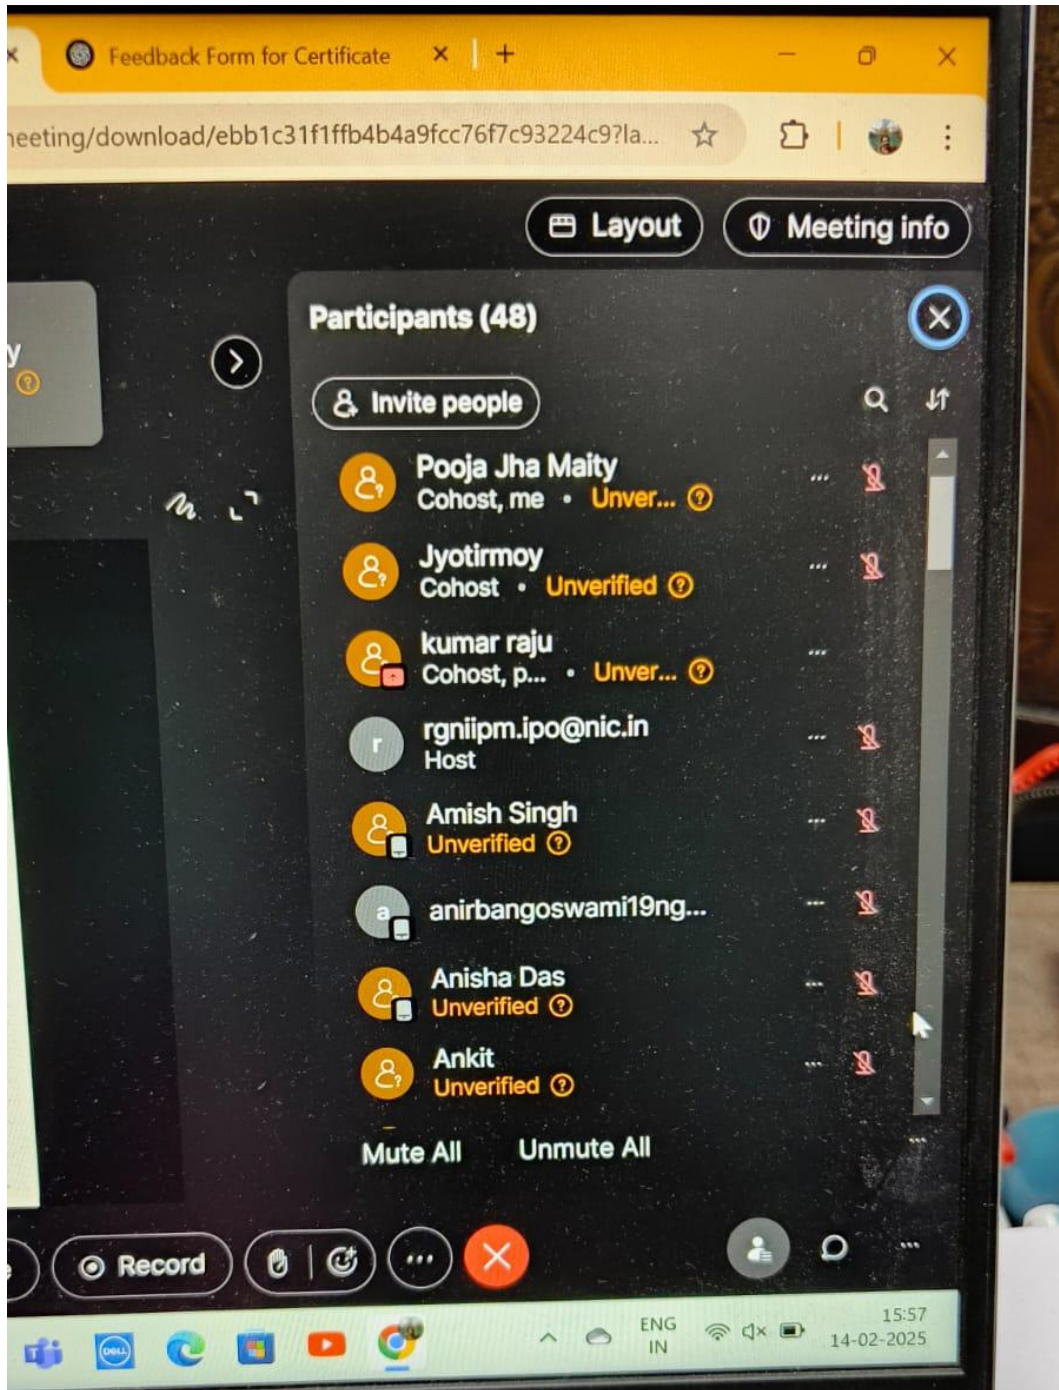 Feedback Form for Certificate
neeting/download/ebb1c31f1ffb4b4a9fcc76f7c93224c9?la...
Layout
Meeting info
Participants (48)
y
Invite people
Pooja Jha Maity
Cohost, me • Unver...
Jyotirmoy
Cohost • Unverified
kumar raju
Cohost, p... • Unver...
r
rgniipm.ipo@nic.in
Host
Amish Singh
Unverified
a
anirbangoswami19ng...
Anisha Das
Unverified
Ankit
Unverified
Mute All Unmute All
Record
DELL
ENG
IN
15:57
14-02-2025